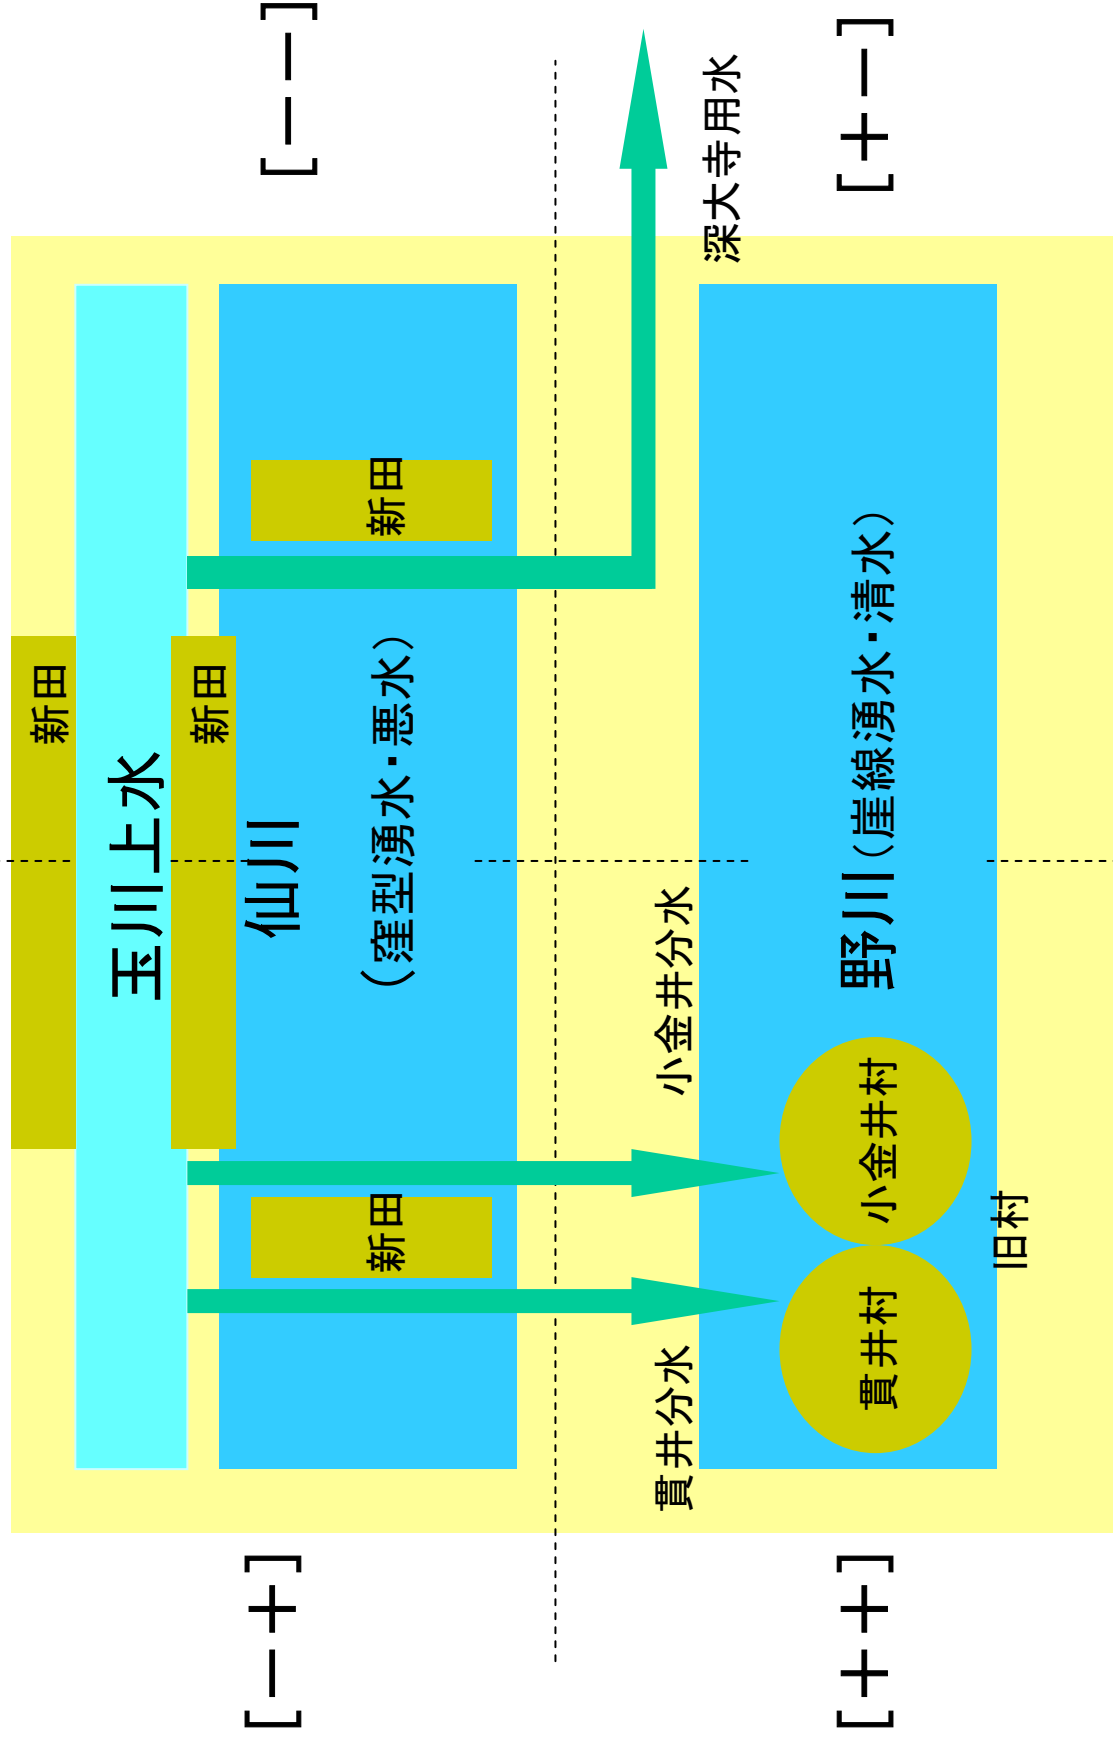 新田
玉川上水
新田
[－＋]
仙川
[－－]
新田
（窪型湧水・悪水）
新田
貫井分水
小金井分水
深大寺用水
[＋＋]
貫井村
小金井村
野川（崖線湧水・清水）
[＋－]
旧村